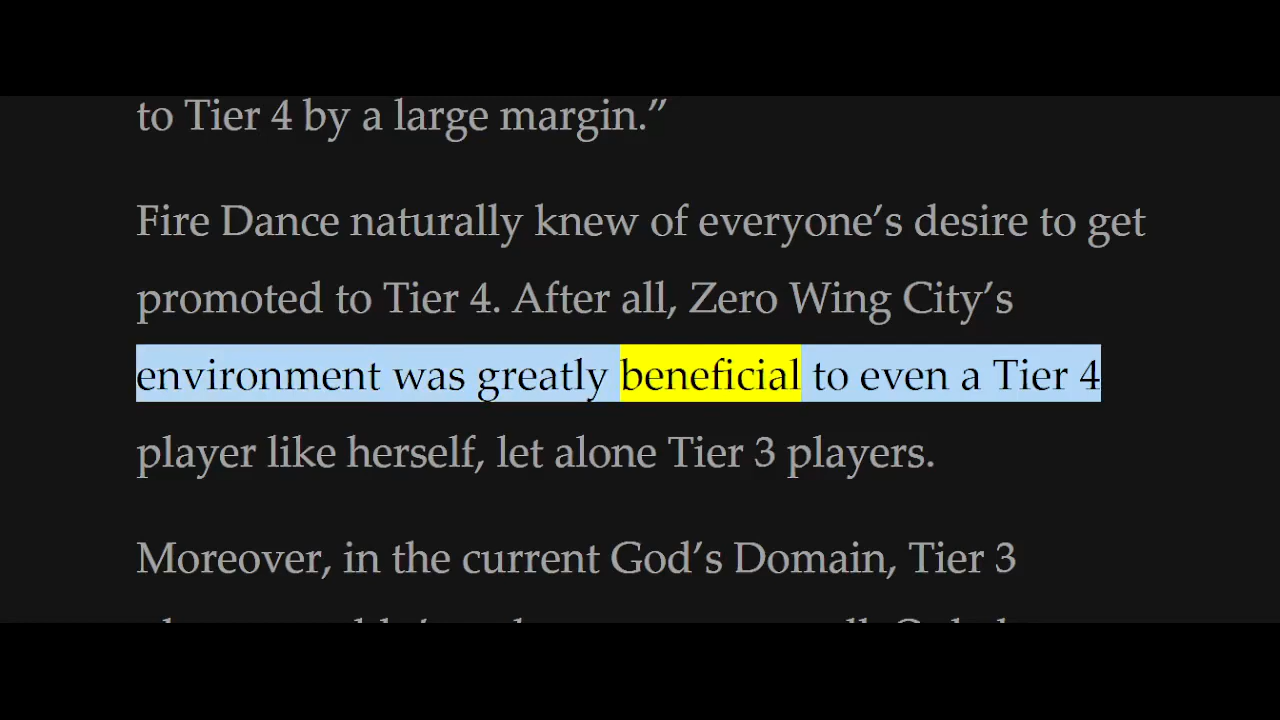 to Tier 4 by a large margin.”
Fire Dance naturally knew of everyone’s desire to get
promoted to Tier 4. After all, Zero Wing City’s
environment was greatly beneficial to even a Tier 4
player like herself, let alone Tier 3 players.
Moreover, in the current God’s Domain, Tier 3